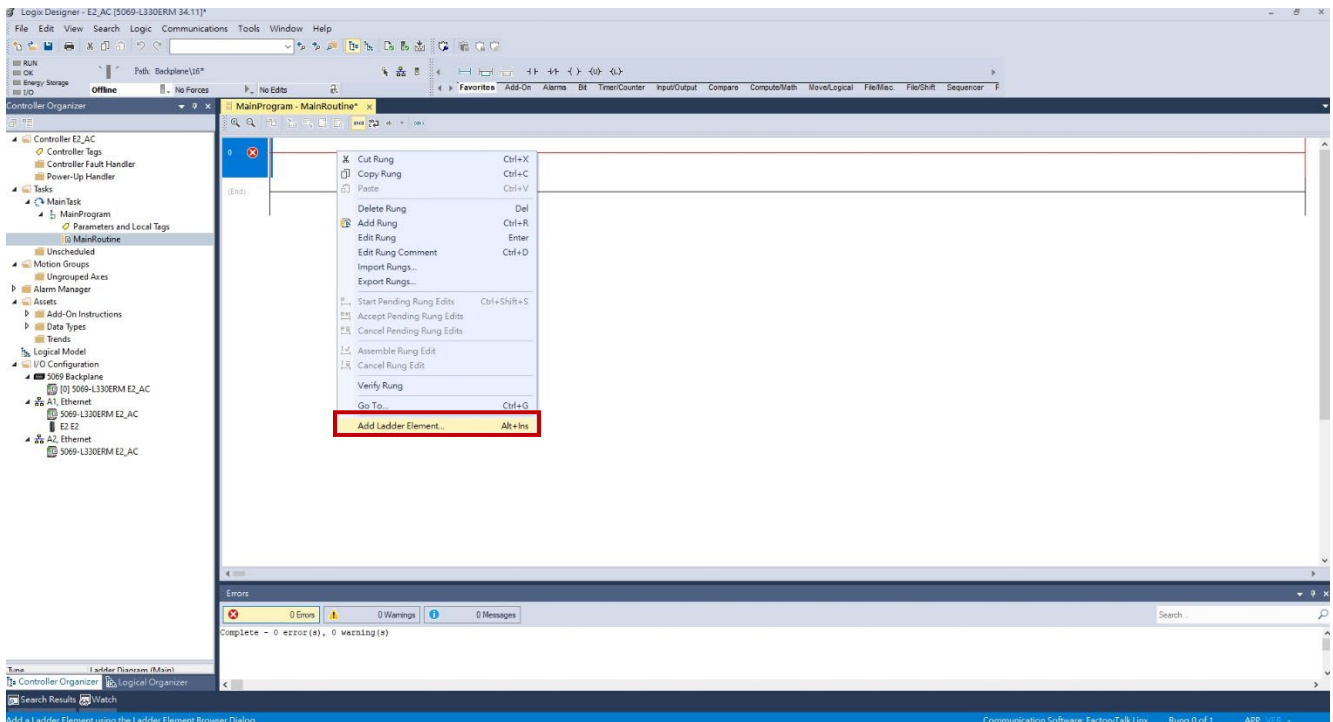 Logix Designer - E2_AC [5069-L330ERM 34.11]*
File Edit View Search Logic Communications Tools Window Help
RUN
OK
Energy Storage
I/O
Path: Backplane\16*
Offline
No Forces
No Edits
Favorites Add-On Alarms Bit Timer/Counter Input/Output Compare Compute/Math Move/Logical File/Misc. File/Shift Sequencer
Controller Organizer
MainProgram - MainRoutine*
Controller E2_AC
Controller Tags
Controller Fault Handler
Power-Up Handler
Tasks
MainTask
MainProgram
Parameters and Local Tags
MainRoutine
Unscheduled
Motion Groups
Ungrouped Axes
Alarm Manager
Assets
Add-On Instructions
Data Types
Trends
Logical Model
I/O Configuration
5069 Backplane
[0] 5069-L330ERM E2_AC
A1, Ethernet
5069-L330ERM E2_AC
E2 E2
A2, Ethernet
5069-L330ERM E2_AC
0
(End)
Cut Rung Ctrl+X
Copy Rung Ctrl+C
Paste Ctrl+V
Delete Rung Del
Add Rung Ctrl+R
Edit Rung Enter
Edit Rung Comment Ctrl+D
Import Rungs...
Export Rungs...
Start Pending Rung Edits Ctrl+Shift+S
Accept Pending Rung Edits
Cancel Pending Rung Edits
Assemble Rung Edit
Cancel Rung Edit
Verify Rung
Go To... Ctrl+G
Add Ladder Element... Alt+Ins
Errors
0 Errors 0 Warnings 0 Messages
Search...
Complete - 0 error(s), 0 warning(s)
Type Ladder Diagram (Main)
Controller Organizer Logical Organizer
Search Results Watch
Add a Ladder Element using the Ladder Element Browser Dialog
Communication Software: FactoryTalk Linx Rung 0 of 1 APP VER